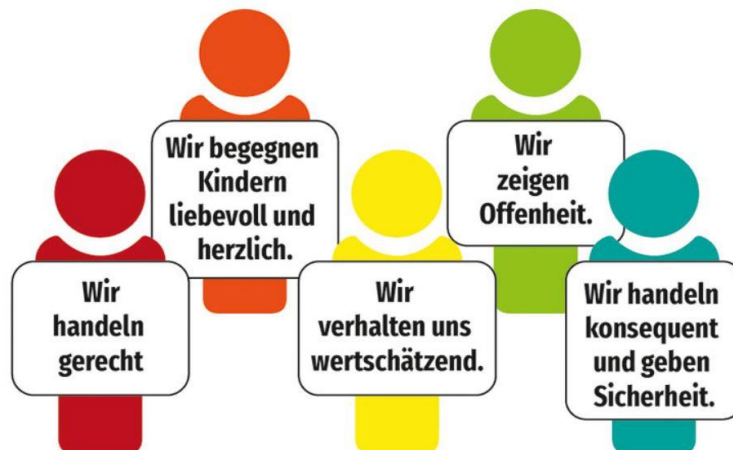 Wir begegnen
Kindern
liebevoll und
herzlich.
Wir
zeigen
Offenheit.
Wir
handeln
gerecht
Wir
verhalten uns
wertschätzend.
Wir handeln
konsequent
und geben
Sicherheit.